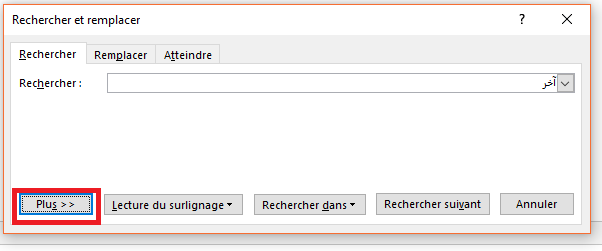 Rechercher et remplacer
Rechercher Remplacer Atteindre
Rechercher : آخر
Plus >> Lecture du surlignage Rechercher dans Rechercher suivant Annuler